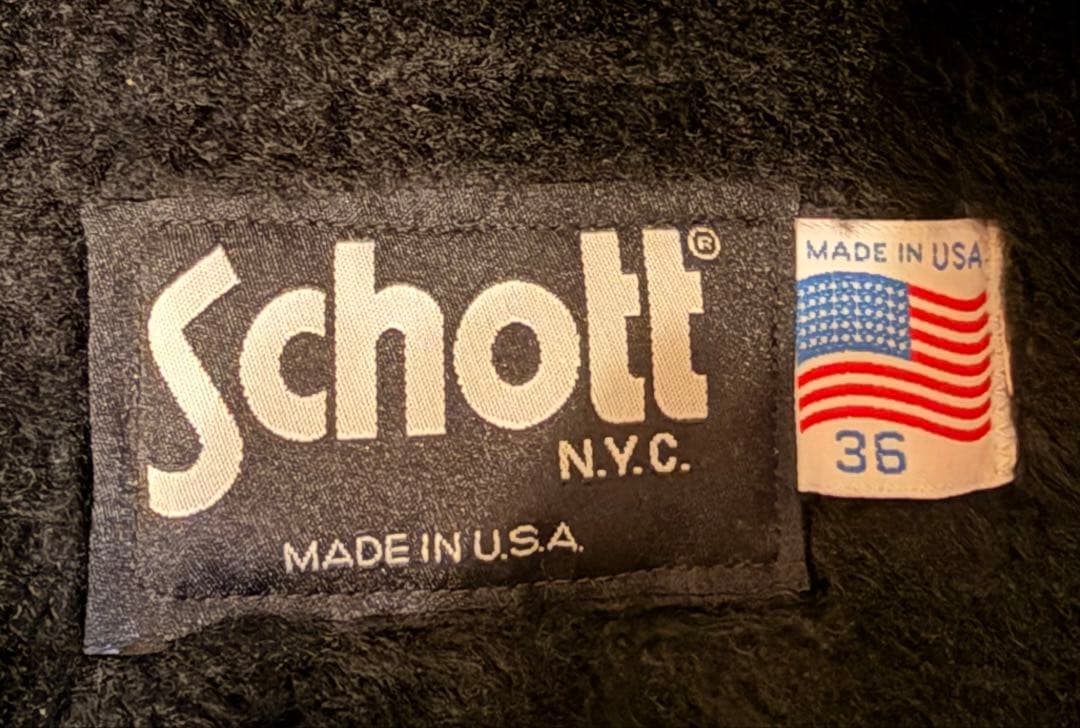 Schott®
N.Y.C.
MADE IN U.S.A.
MADE IN USA
36